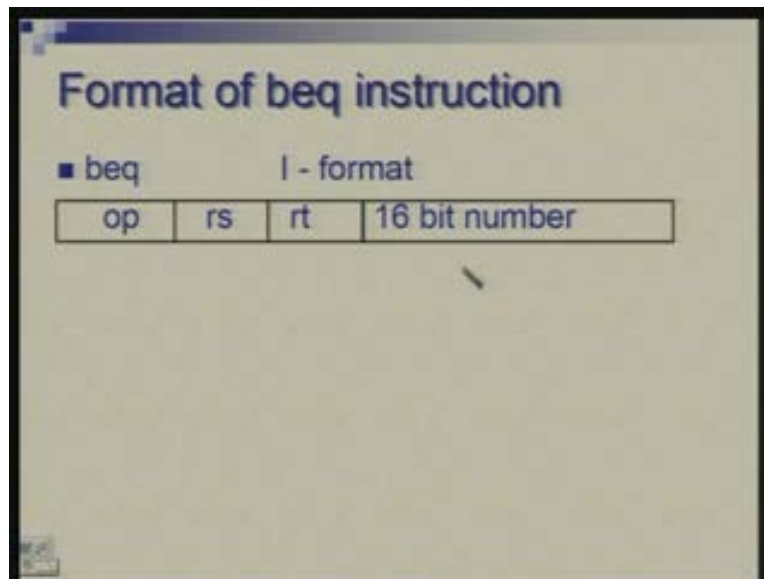 Format of beq instruction
beq I - format
op rs rt 16 bit number